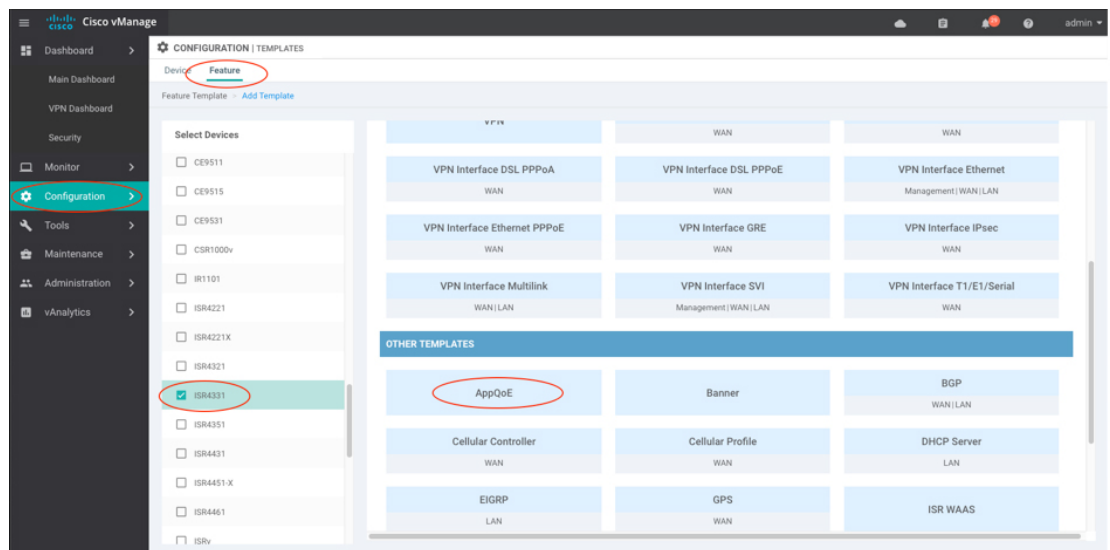 cisco Cisco vManage
20
admin
Dashboard
Main Dashboard
VPN Dashboard
Security
Monitor
Configuration
Tools
Maintenance
Administration
vAnalytics
CONFIGURATION | TEMPLATES
Device Feature
Feature Template > Add Template
Select Devices
CE9511
CE9515
CE9531
CSR1000v
IR1101
ISR4221
ISR4221X
ISR4321
ISR4331
ISR4351
ISR4431
ISR4451-X
ISR4461
ISRv
VPN
WAN
WAN
VPN Interface DSL PPPoA
WAN
VPN Interface DSL PPPoE
WAN
VPN Interface Ethernet
Management | WAN | LAN
VPN Interface Ethernet PPPoE
WAN
VPN Interface GRE
WAN
VPN Interface IPsec
WAN
VPN Interface Multilink
WAN | LAN
VPN Interface SVI
Management | WAN | LAN
VPN Interface T1/E1/Serial
WAN
OTHER TEMPLATES
AppQoE
Banner
BGP
WAN | LAN
Cellular Controller
WAN
Cellular Profile
WAN
DHCP Server
LAN
EIGRP
LAN
GPS
WAN
ISR WAAS